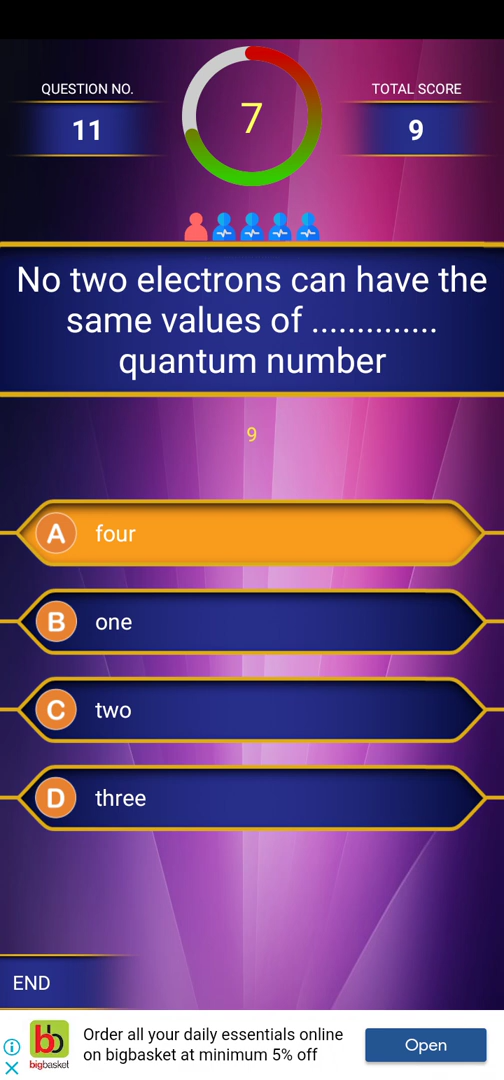 QUESTION NO.
11
7
TOTAL SCORE
9
No two electrons can have the
same values of ..............
quantum number
9
A four
B one
C two
D three
END
bb
bigbasket
Order all your daily essentials online
on bigbasket at minimum 5% off
Open